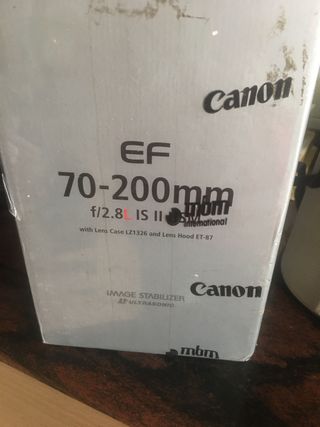 Canon
EF
70-200mm
f/2.8L IS II USM
mbm
international
with Lens Case LZ1326 and Lens Hood ET-87
IMAGE STABILIZER
ULTRASONIC
Canon
mbm